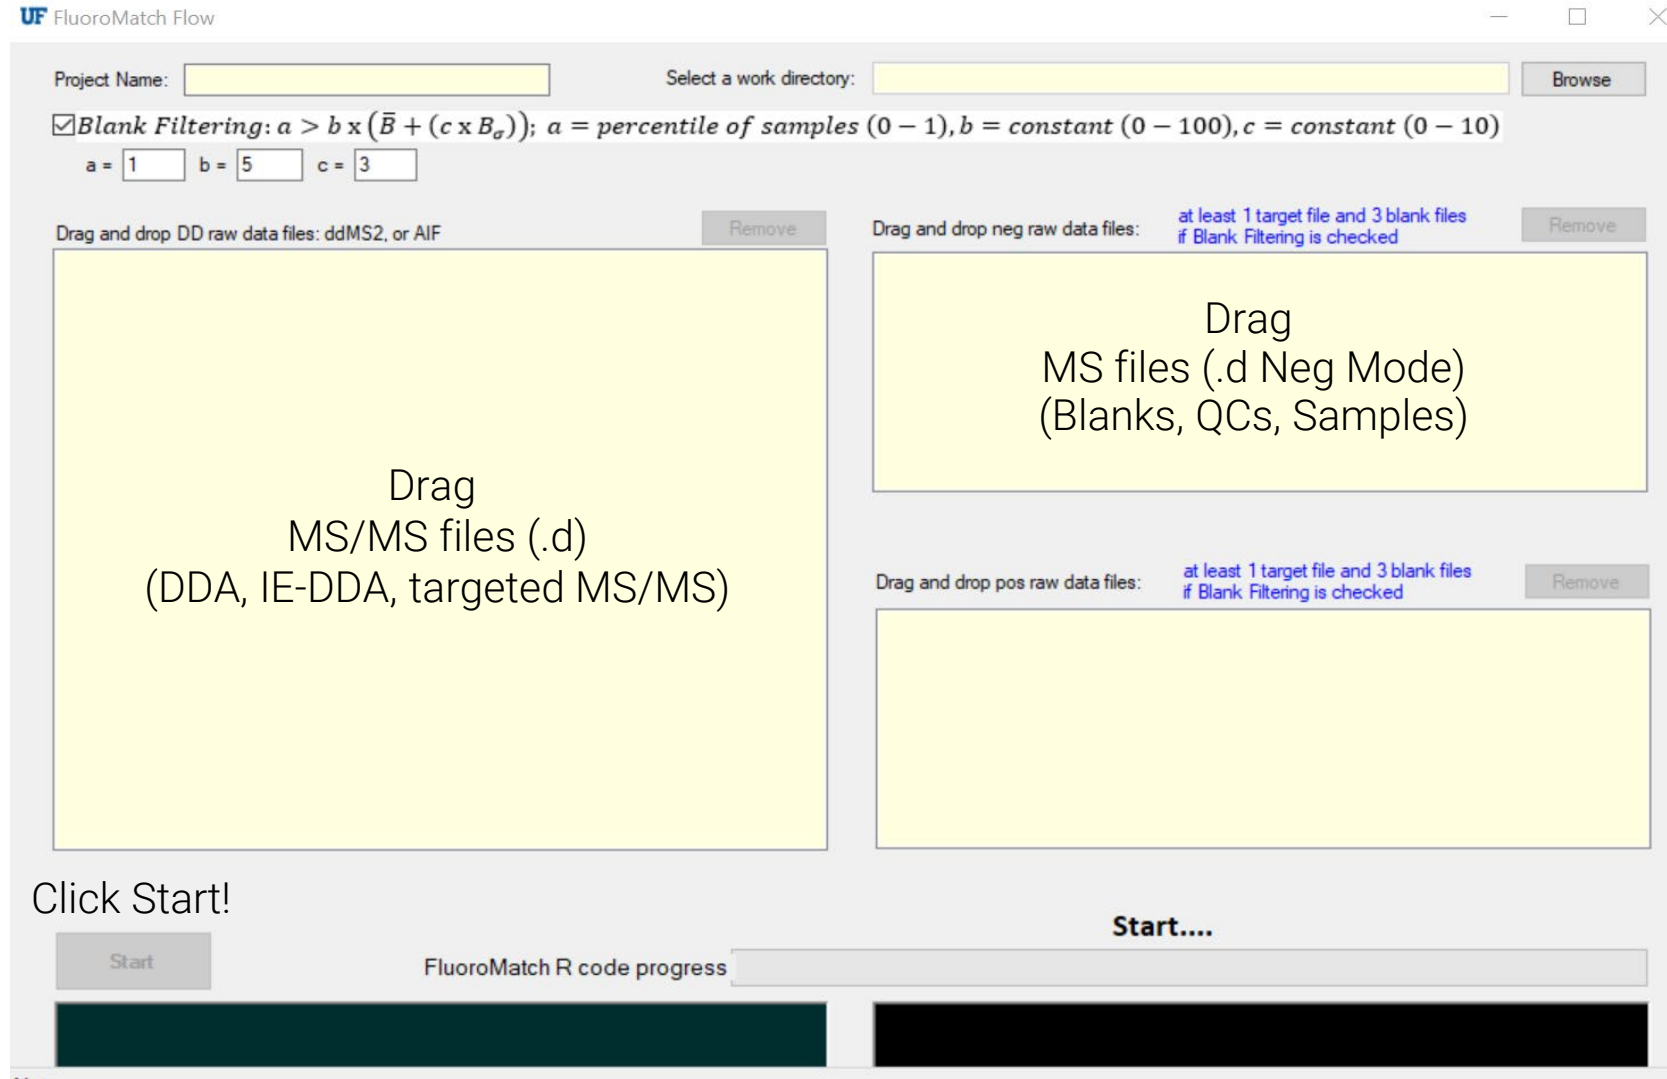 UF FluoroMatch Flow
Project Name:
Select a work directory:
Browse
Blank Filtering: a > b x (B̄ + (c x Bσ)); a = percentile of samples (0 − 1), b = constant (0 − 100), c = constant (0 − 10)
a = 1 b = 5 c = 3
Drag and drop DD raw data files: ddMS2, or AIF
Remove
Drag
MS/MS files (.d)
(DDA, IE-DDA, targeted MS/MS)
Drag and drop neg raw data files:
at least 1 target file and 3 blank files
if Blank Filtering is checked
Remove
Drag
MS files (.d Neg Mode)
(Blanks, QCs, Samples)
Drag and drop pos raw data files:
at least 1 target file and 3 blank files
if Blank Filtering is checked
Remove
Click Start!
Start
Start....
FluoroMatch R code progress